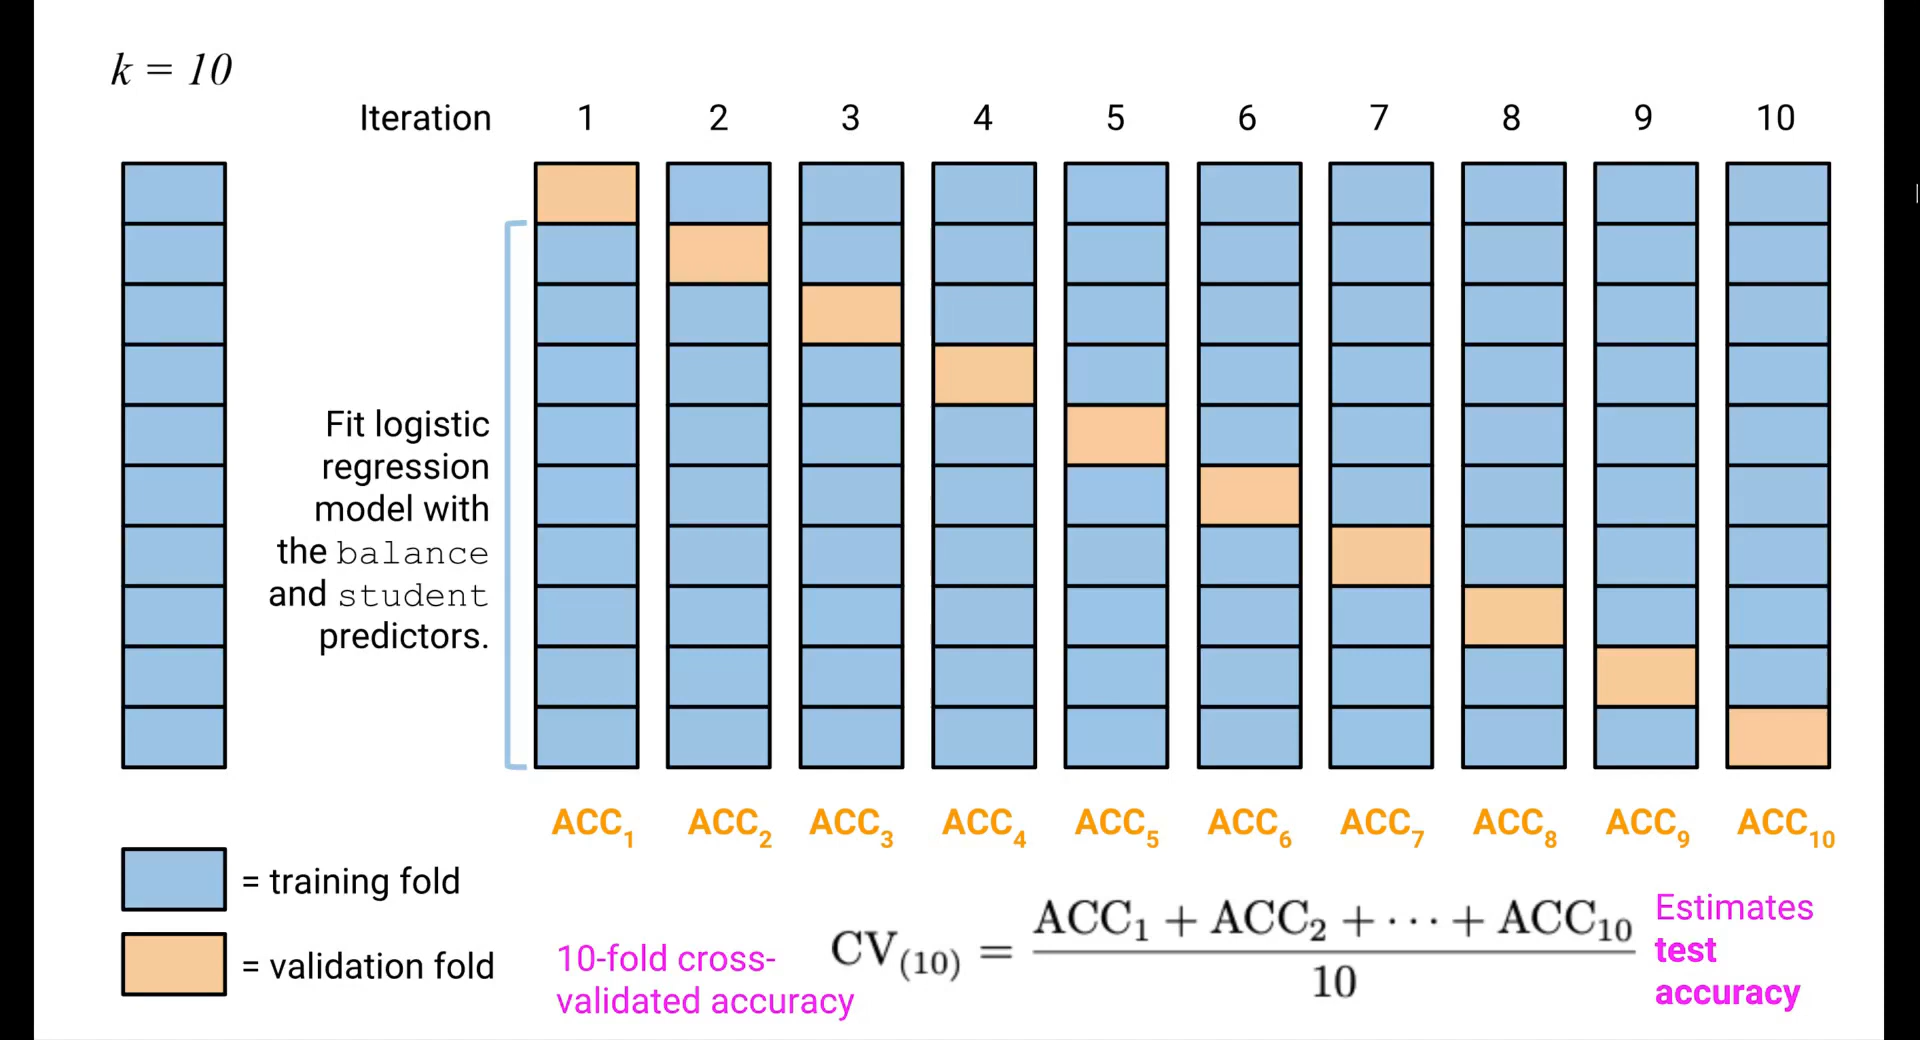 k = 10
Iteration 1 2 3 4 5 6 7 8 9 10
Fit logistic
regression
model with
the balance
and student
predictors.
ACC₁ ACC₂ ACC₃ ACC₄ ACC₅ ACC₆ ACC₇ ACC₈ ACC₉ ACC₁₀
= training fold
= validation fold
10-fold cross-
validated accuracy
CV₍₁₀₎ = (ACC₁ + ACC₂ + ⋯ + ACC₁₀) / 10
Estimates
test
accuracy